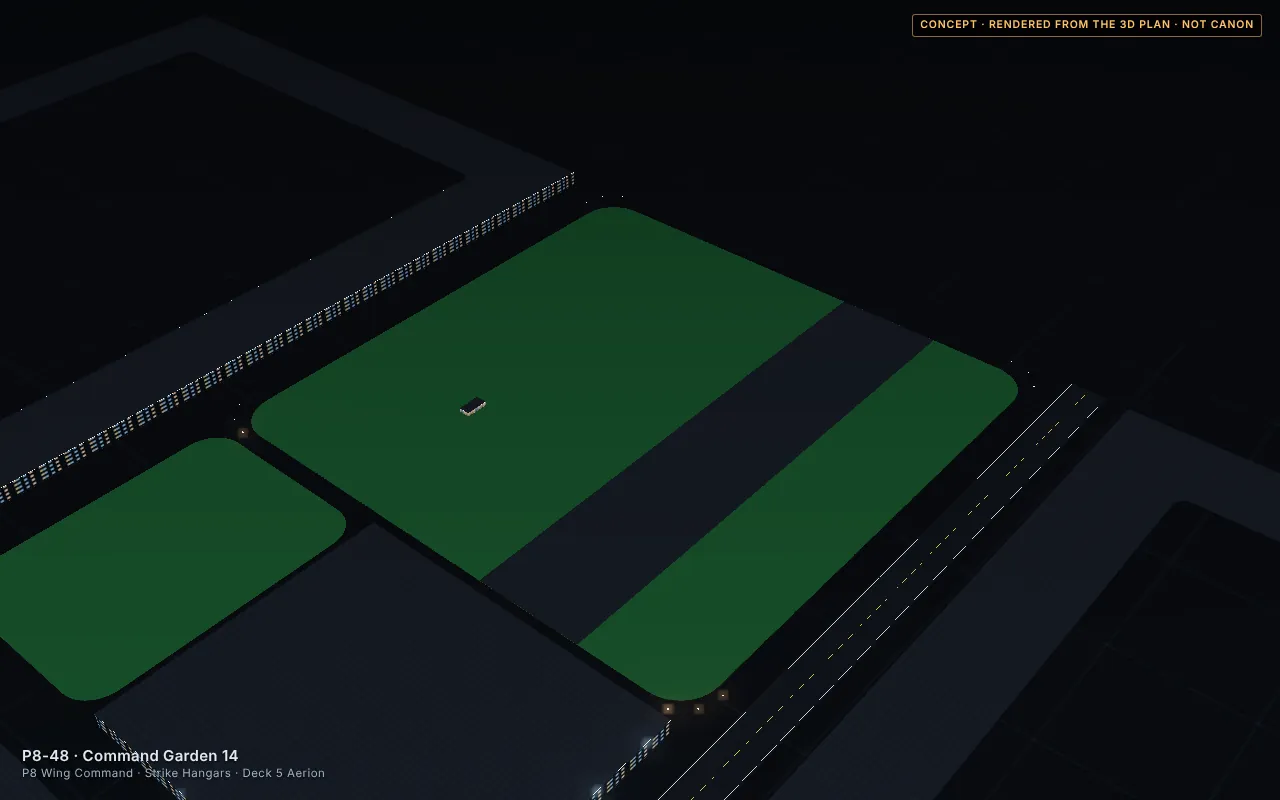 CONCEPT · RENDERED FROM THE 3D PLAN · NOT CANON
P8-48 · Command Garden 14
P8 Wing Command · Strike Hangars · Deck 5 Aerion